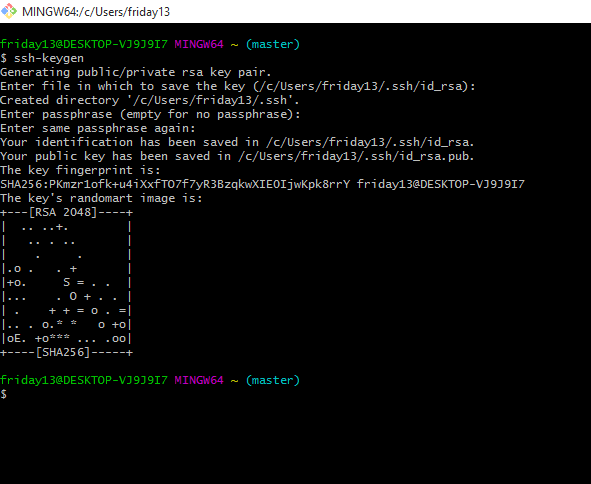 MINGW64:/c/Users/friday13
friday13@DESKTOP-VJ9J9I7 MINGW64 ~ (master)
$ ssh-keygen
Generating public/private rsa key pair.
Enter file in which to save the key (/c/Users/friday13/.ssh/id_rsa):
Created directory '/c/Users/friday13/.ssh'.
Enter passphrase (empty for no passphrase):
Enter same passphrase again:
Your identification has been saved in /c/Users/friday13/.ssh/id_rsa.
Your public key has been saved in /c/Users/friday13/.ssh/id_rsa.pub.
The key fingerprint is:
SHA256:PKmzr1ofk+u4iXxfTO7f7yR3BzqkwXIEOIjwKpk8rrY friday13@DESKTOP-VJ9J9I7
The key's randomart image is:
+---[RSA 2048]----+
|  .. ..+.        |
|   .. . ..       |
|    .     .      |
|.o .   . +       |
|+o.     S = . .  |
|...    . O + . . |
| .    + + = o . =|
|.. . o.* *   o +o|
|oE. +o*** ... .oo|
+----[SHA256]-----+
friday13@DESKTOP-VJ9J9I7 MINGW64 ~ (master)
$